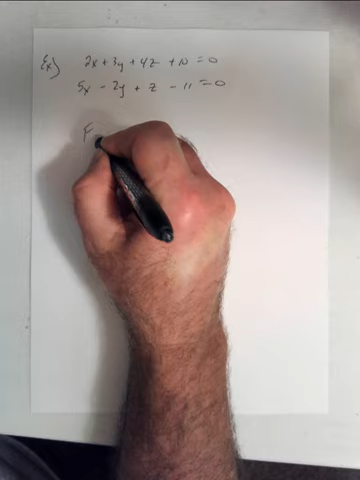 Ex) 2x + 3y + 4z + 10 = 0
5x - 2y + z - 11 = 0
F